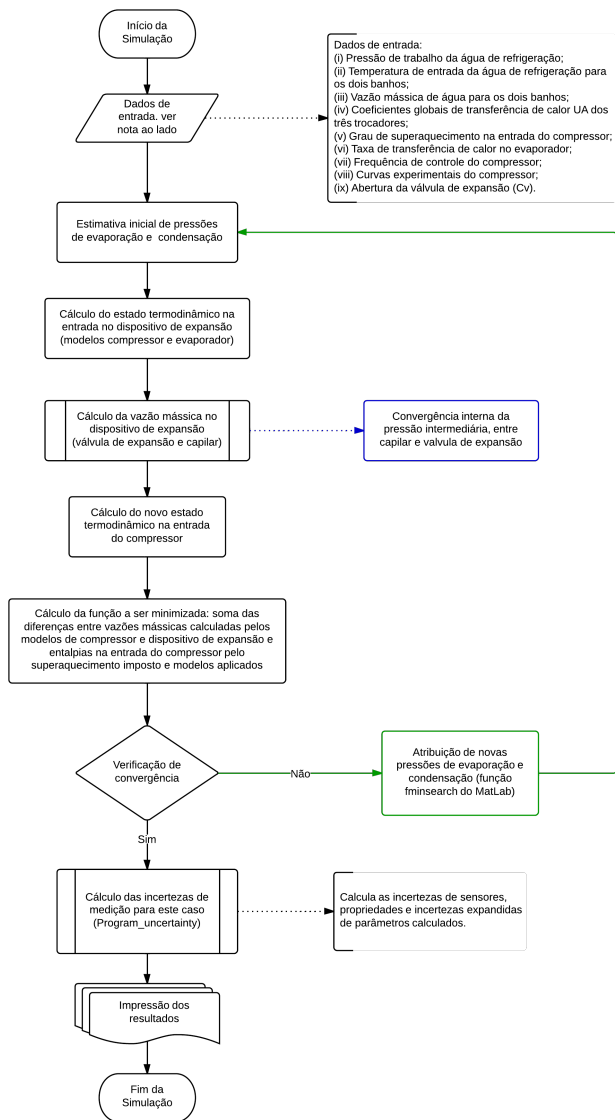 Início da
Simulação
Dados de
entrada. ver
nota ao lado
Dados de entrada:
(i) Pressão de trabalho da água de refrigeração;
(ii) Temperatura de entrada da água de refrigeração para
os dois banhos;
(iii) Vazão mássica de água para os dois banhos;
(iv) Coeficientes globais de transferência de calor UA dos
três trocadores;
(v) Grau de superaquecimento na entrada do compressor;
(vi) Taxa de transferência de calor no evaporador;
(vii) Frequência de controle do compressor;
(viii) Curvas experimentais do compressor;
(ix) Abertura da válvula de expansão (Cv).
Estimativa inicial de pressões
de evaporação e condensação
Cálculo do estado termodinâmico na
entrada no dispositivo de expansão
(modelos compressor e evaporador)
Cálculo da vazão mássica no
dispositivo de expansão
(válvula de expansão e capilar)
Convergência interna da
pressão intermediária, entre
capilar e valvula de expansão
Cálculo do novo estado
termodinâmico na entrada
do compressor
Cálculo da função a ser minimizada: soma das
diferenças entre vazões mássicas calculadas pelos
modelos de compressor e dispositivo de expansão e
entalpias na entrada do compressor pelo
superaquecimento imposto e modelos aplicados
Verificação de
convergência
Não
Atribuição de novas
pressões de evaporação e
condensação (função
fminsearch do MatLab)
Sim
Cálculo das incertezas de
medição para este caso
(Program_uncertainty)
Calcula as incertezas de sensores,
propriedades e incertezas expandidas
de parâmetros calculados.
Impressão dos
resultados
Fim da
Simulação